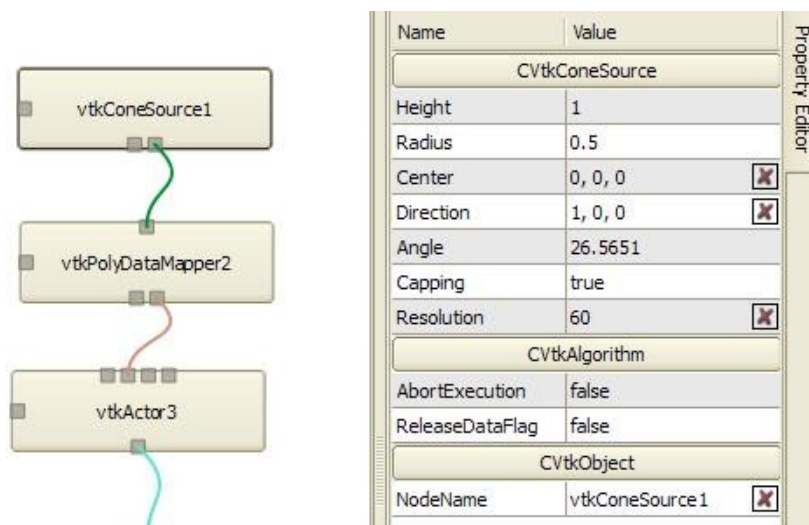 vtkConeSource1
vtkPolyDataMapper2
vtkActor3
Name Value
CVtkConeSource
Height 1
Radius 0.5
Center 0, 0, 0
Direction 1, 0, 0
Angle 26.5651
Capping true
Resolution 60
CVtkAlgorithm
AbortExecution false
ReleaseDataFlag false
CVtkObject
NodeName vtkConeSource1
Property Editor